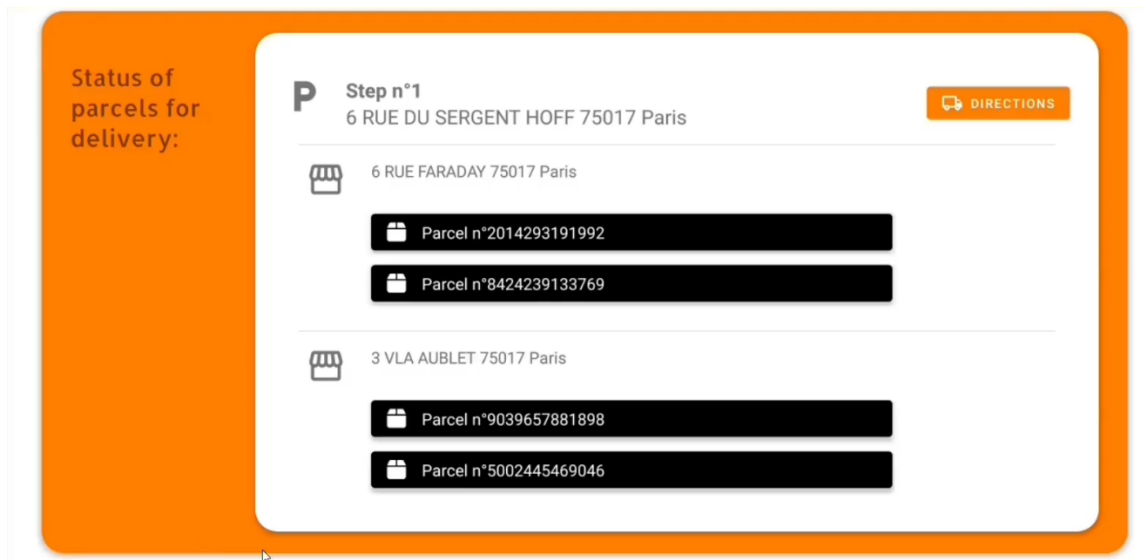 Status of
parcels for
delivery:
P
Step n°1
6 RUE DU SERGENT HOFF 75017 Paris
DIRECTIONS
6 RUE FARADAY 75017 Paris
Parcel n°2014293191992
Parcel n°8424239133769
3 VLA AUBLET 75017 Paris
Parcel n°9039657881898
Parcel n°5002445469046